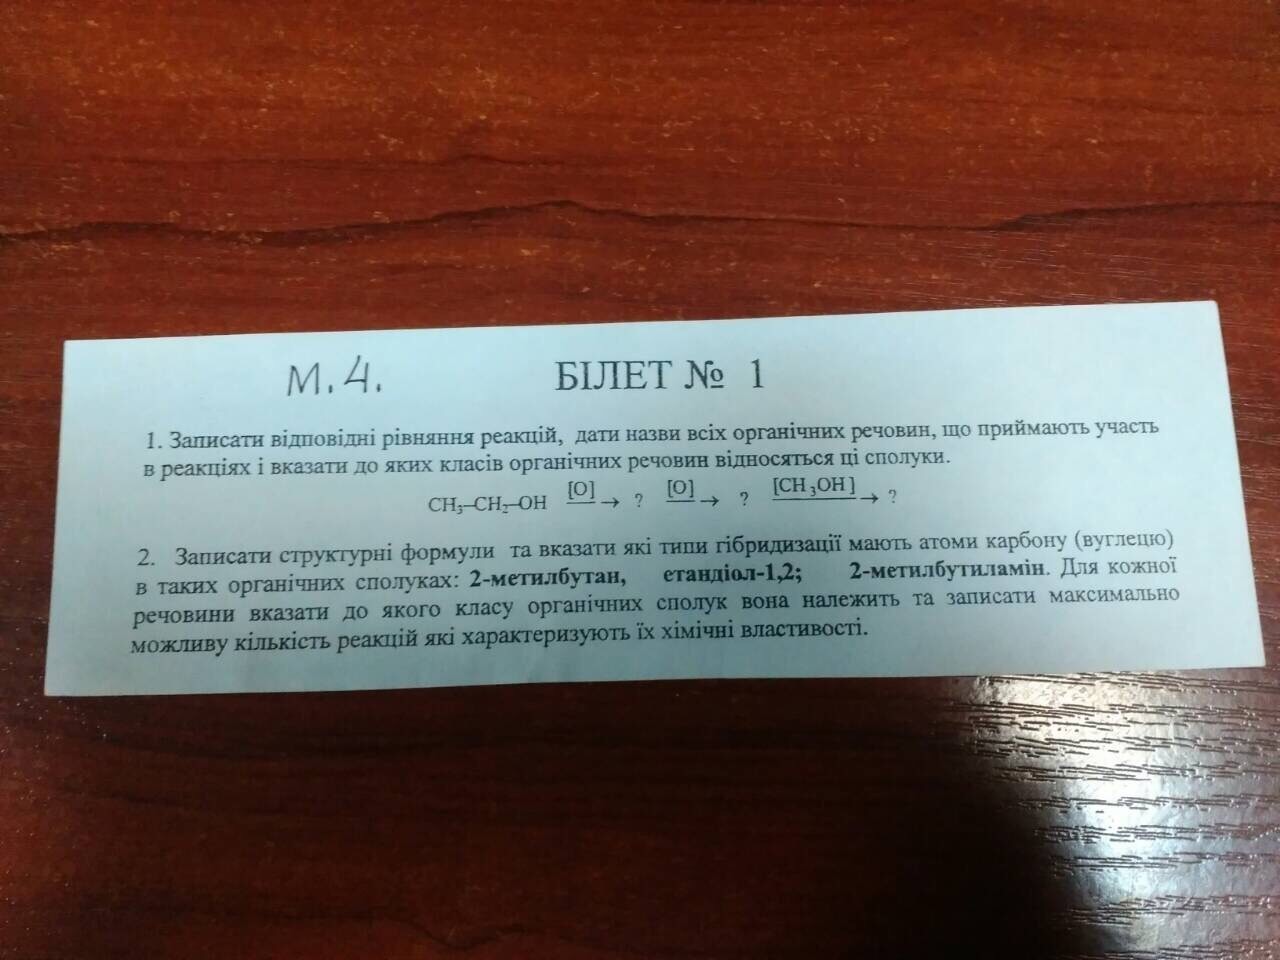 М.4.
БІЛЕТ № 1
1. Записати відповідні рівняння реакцій, дати назви всіх органічних речовин, що приймають участь
в реакціях і вказати до яких класів органічних речовин відносяться ці сполуки.
CH₃–CH₂–OH [O] → ? [O] → ? [CH₃OH] → ?
2. Записати структурні формули та вказати які типи гібридизації мають атоми карбону (вуглецю)
в таких органічних сполуках: 2-метилбутан, етандіол-1,2; 2-метилбутиламін. Для кожної
речовини вказати до якого класу органічних сполук вона належить та записати максимально
можливу кількість реакцій які характеризують їх хімічні властивості.